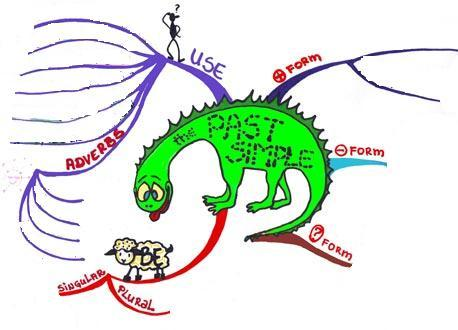 ?
USE
+ FORM
the PAST
SIMPLE
ADVERBS
- FORM
? FORM
BE
SINGULAR
PLURAL